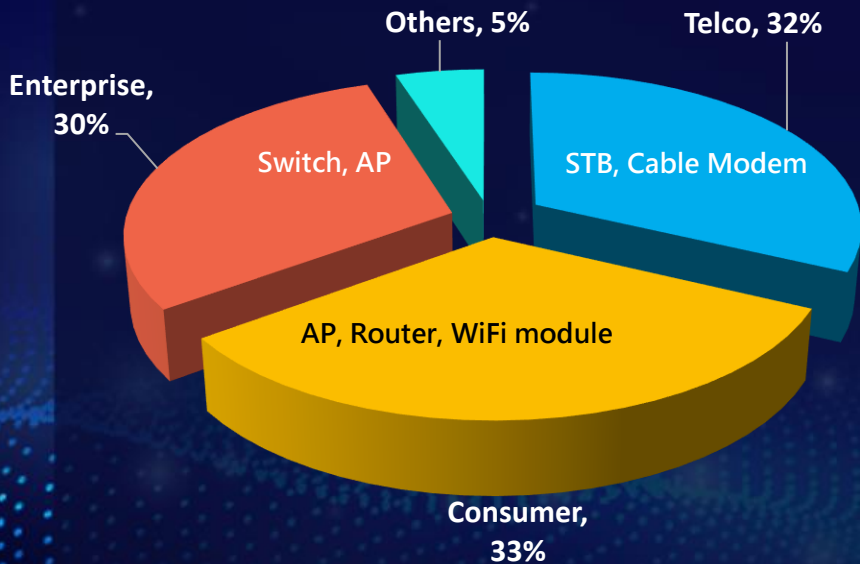 Others, 5%
Telco, 32%
Enterprise,
30%
Switch, AP
STB, Cable Modem
AP, Router, WiFi module
Consumer,
33%